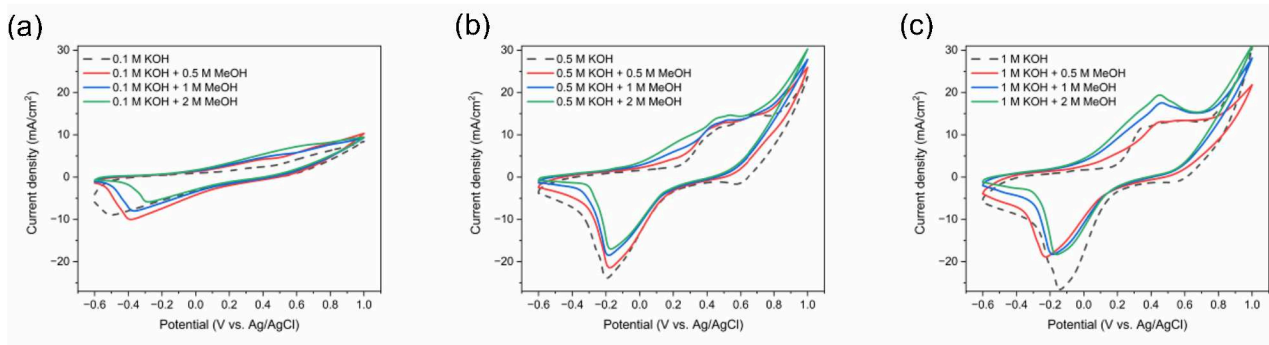 (a)
30
20
10
0
−10
−20
−0.6 −0.4 −0.2 0.0 0.2 0.4 0.6 0.8 1.0
Current density (mA/cm²)
Potential (V vs. Ag/AgCl)
0.1 M KOH
0.1 M KOH + 0.5 M MeOH
0.1 M KOH + 1 M MeOH
0.1 M KOH + 2 M MeOH
(b)
30
20
10
0
−10
−20
−0.6 −0.4 −0.2 0.0 0.2 0.4 0.6 0.8 1.0
Current density (mA/cm²)
Potential (V vs. Ag/AgCl)
0.5 M KOH
0.5 M KOH + 0.5 M MeOH
0.5 M KOH + 1 M MeOH
0.5 M KOH + 2 M MeOH
(c)
30
20
10
0
−10
−20
−0.6 −0.4 −0.2 0.0 0.2 0.4 0.6 0.8 1.0
Current density (mA/cm²)
Potential (V vs. Ag/AgCl)
1 M KOH
1 M KOH + 0.5 M MeOH
1 M KOH + 1 M MeOH
1 M KOH + 2 M MeOH